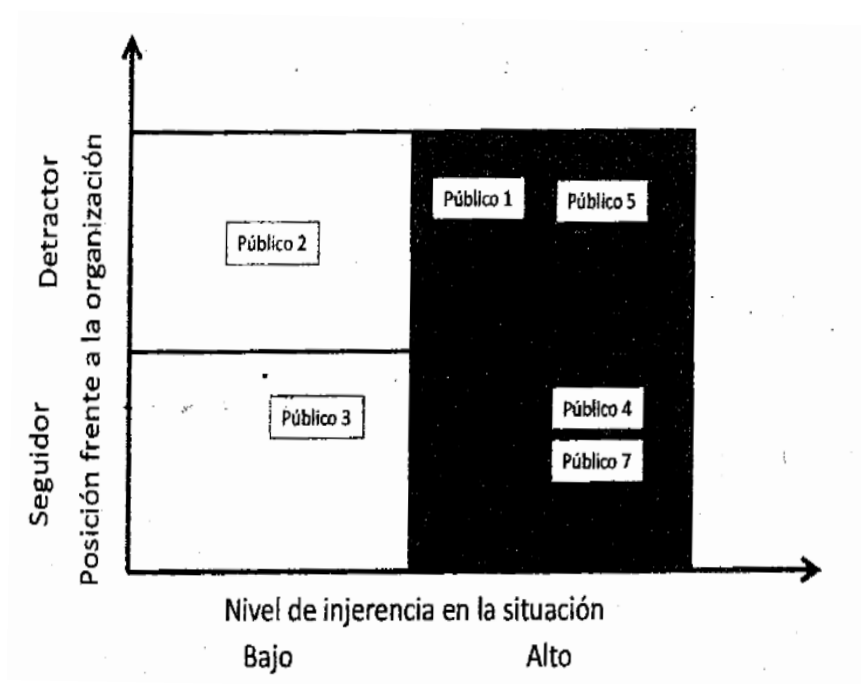 Detractor
Seguidor
Posición frente a la organización
Público 1
Público 5
Público 2
Público 3
Público 4
Público 7
Nivel de injerencia en la situación
Bajo
Alto